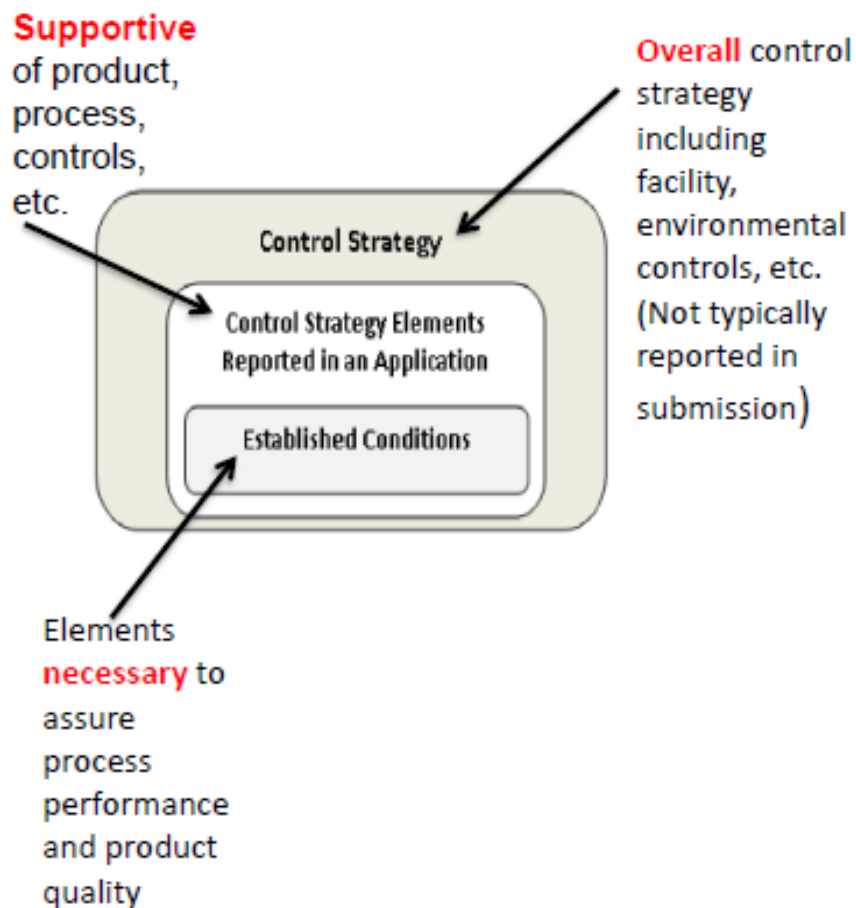 Supportive
of product,
process,
controls,
etc.
Overall control
strategy
including
facility,
environmental
controls, etc.
(Not typically
reported in
submission)
Control Strategy
Control Strategy Elements
Reported in an Application
Established Conditions
Elements
necessary to
assure
process
performance
and product
quality